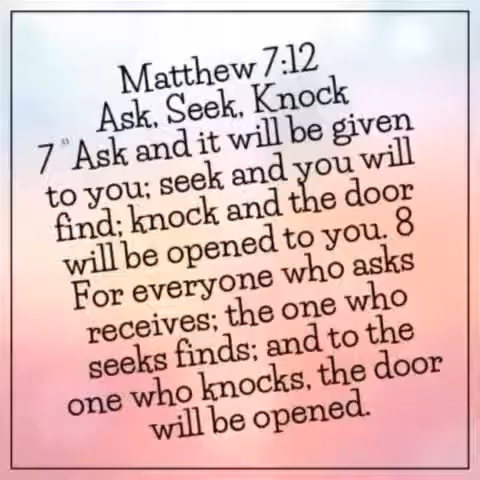 Matthew 7:12
Ask, Seek, Knock
7 "Ask and it will be given
to you; seek and you will
find; knock and the door
will be opened to you. 8
For everyone who asks
receives; the one who
seeks finds; and to the
one who knocks, the door
will be opened.